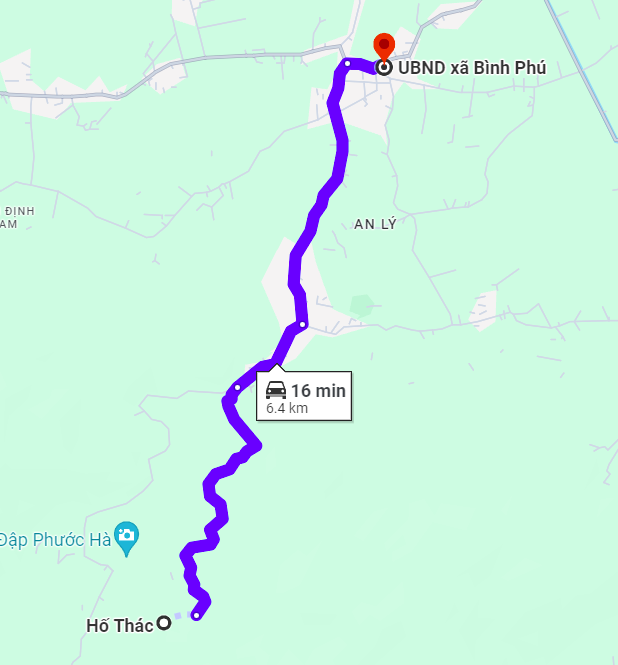 UBND xã Bình Phú
ĐỊNH
AM
AN LÝ
16 min
6.4 km
Đập Phước Hà
Hố Thác